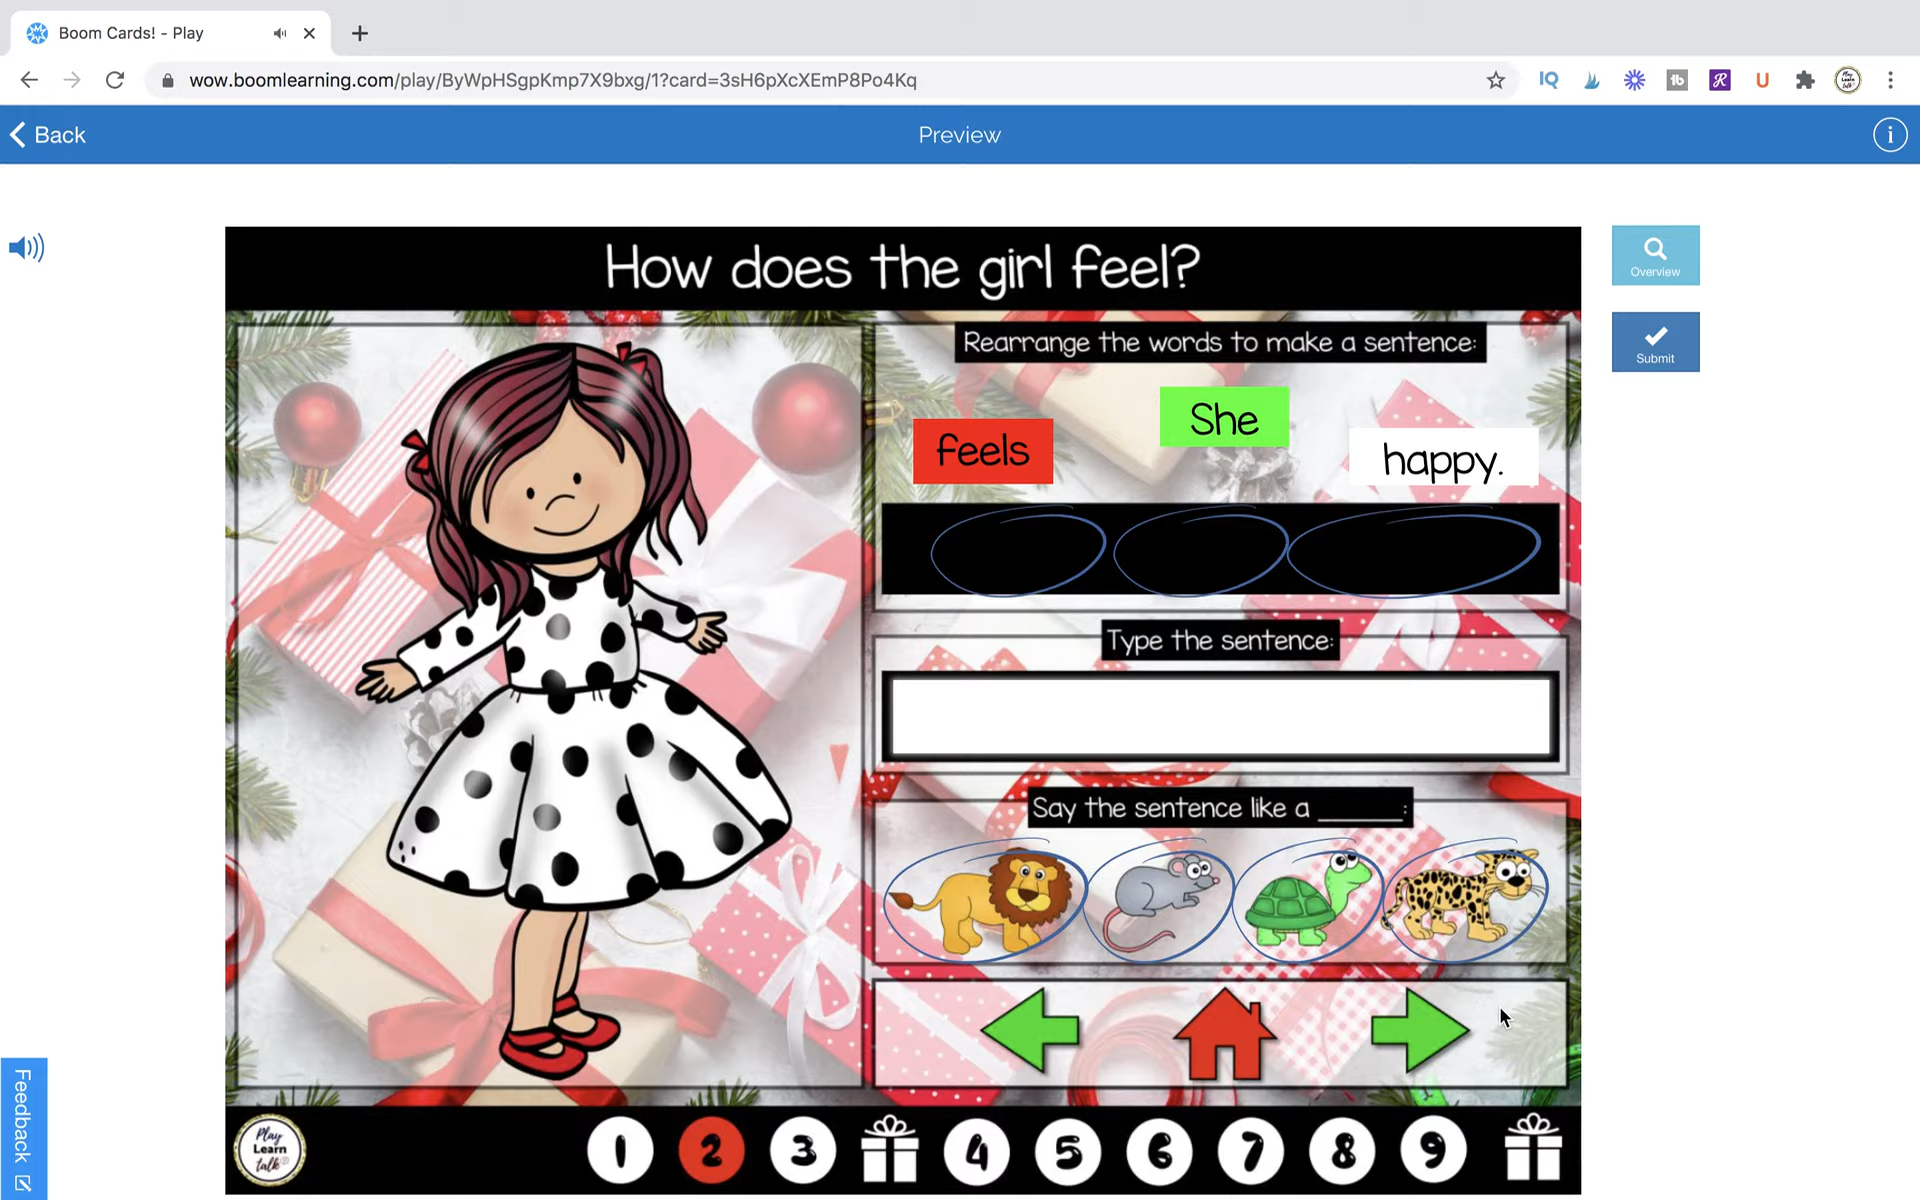 Boom Cards! - Play
wow.boomlearning.com/play/ByWpHSgpKmp7X9bxg/1?card=3sH6pXcXEmP8Po4Kq
IQ
tb
R
U
Back
Preview
i
How does the girl feel?
Overview
Submit
Rearrange the words to make a sentence:
feels
She
happy.
Type the sentence:
Say the sentence like a ______:
Feedback
Play
Learn
talk
1 2 3 4 5 6 7 8 9